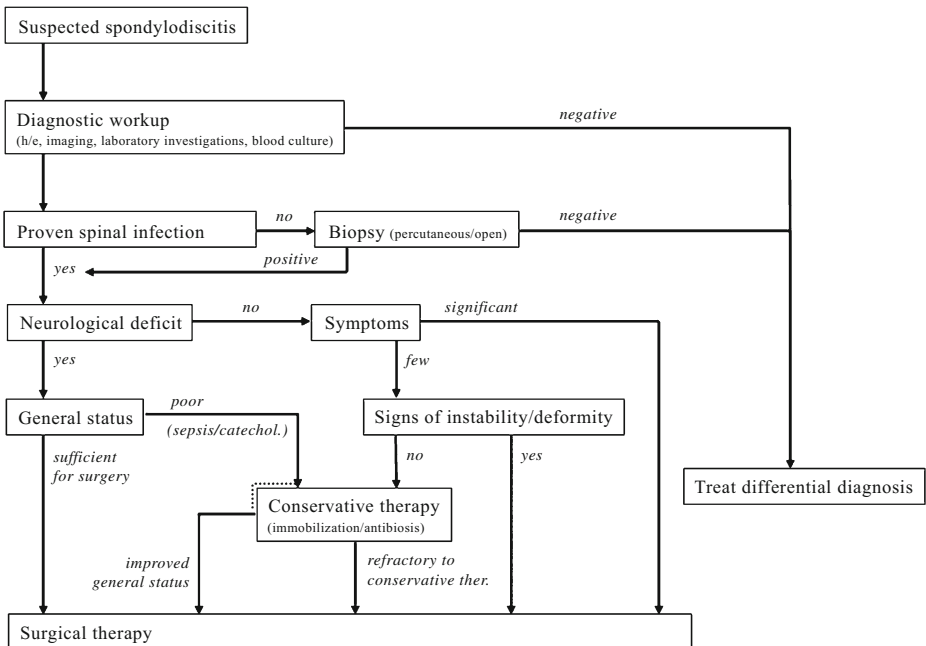 Suspected spondylodiscitis
Diagnostic workup
(h/e, imaging, laboratory investigations, blood culture)
negative
Proven spinal infection
no
Biopsy (percutaneous/open)
negative
positive
yes
Neurological deficit
no
Symptoms
significant
yes
few
General status
poor
(sepsis/catechol.)
Signs of instability/deformity
sufficient
for surgery
no
yes
Treat differential diagnosis
Conservative therapy
(immobilization/antibiosis)
improved
general status
refractory to
conservative ther.
Surgical therapy